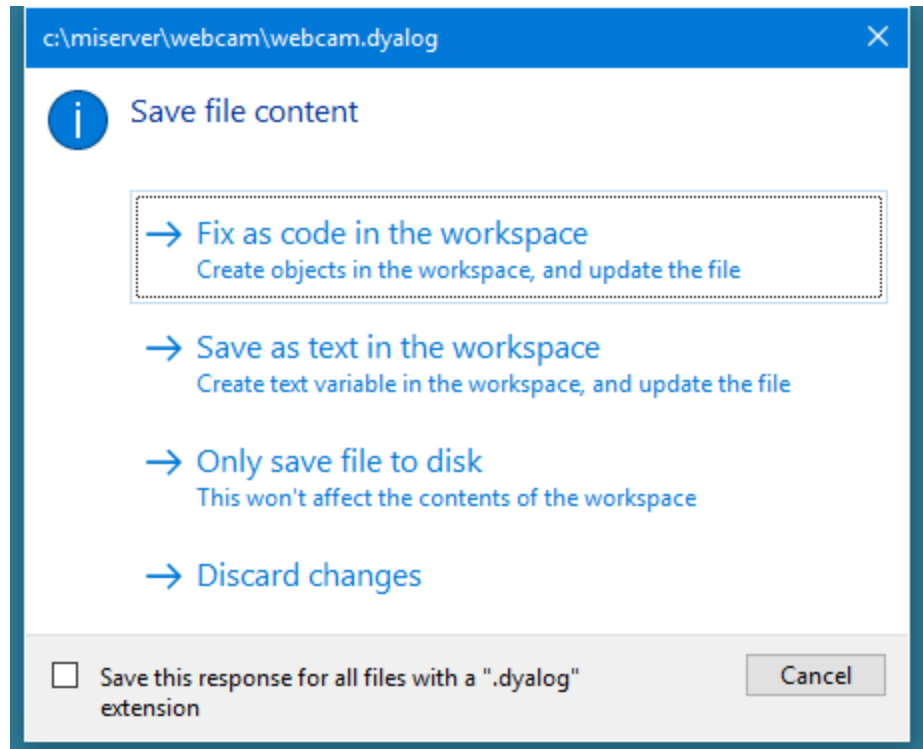 c:\miserver\webcam\webcam.dyalog
Save file content
Fix as code in the workspace
Create objects in the workspace, and update the file
Save as text in the workspace
Create text variable in the workspace, and update the file
Only save file to disk
This won't affect the contents of the workspace
Discard changes
Save this response for all files with a ".dyalog"
extension
Cancel